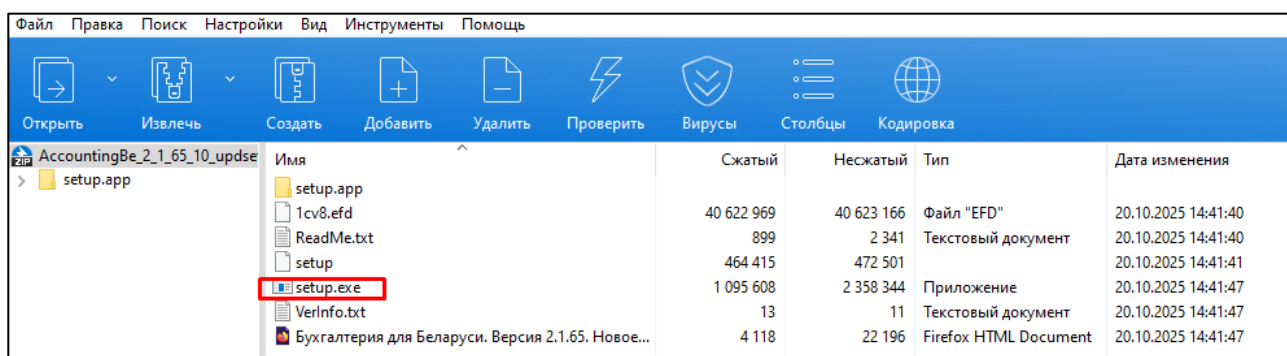 Файл Правка Поиск Настройки Вид Инструменты Помощь
Открыть Извлечь Создать Добавить Удалить Проверить Вирусы Столбцы Кодировка
AccountingBe_2_1_65_10_updse
setup.app
Имя Сжатый Несжатый Тип Дата изменения
setup.app
1cv8.efd 40 622 969 40 623 166 Файл "EFD" 20.10.2025 14:41:40
ReadMe.txt 899 2 341 Текстовый документ 20.10.2025 14:41:40
setup 464 415 472 501 20.10.2025 14:41:41
setup.exe 1 095 608 2 358 344 Приложение 20.10.2025 14:41:47
VerInfo.txt 13 11 Текстовый документ 20.10.2025 14:41:47
Бухгалтерия для Беларуси. Версия 2.1.65. Новое... 4 118 22 196 Firefox HTML Document 20.10.2025 14:41:47